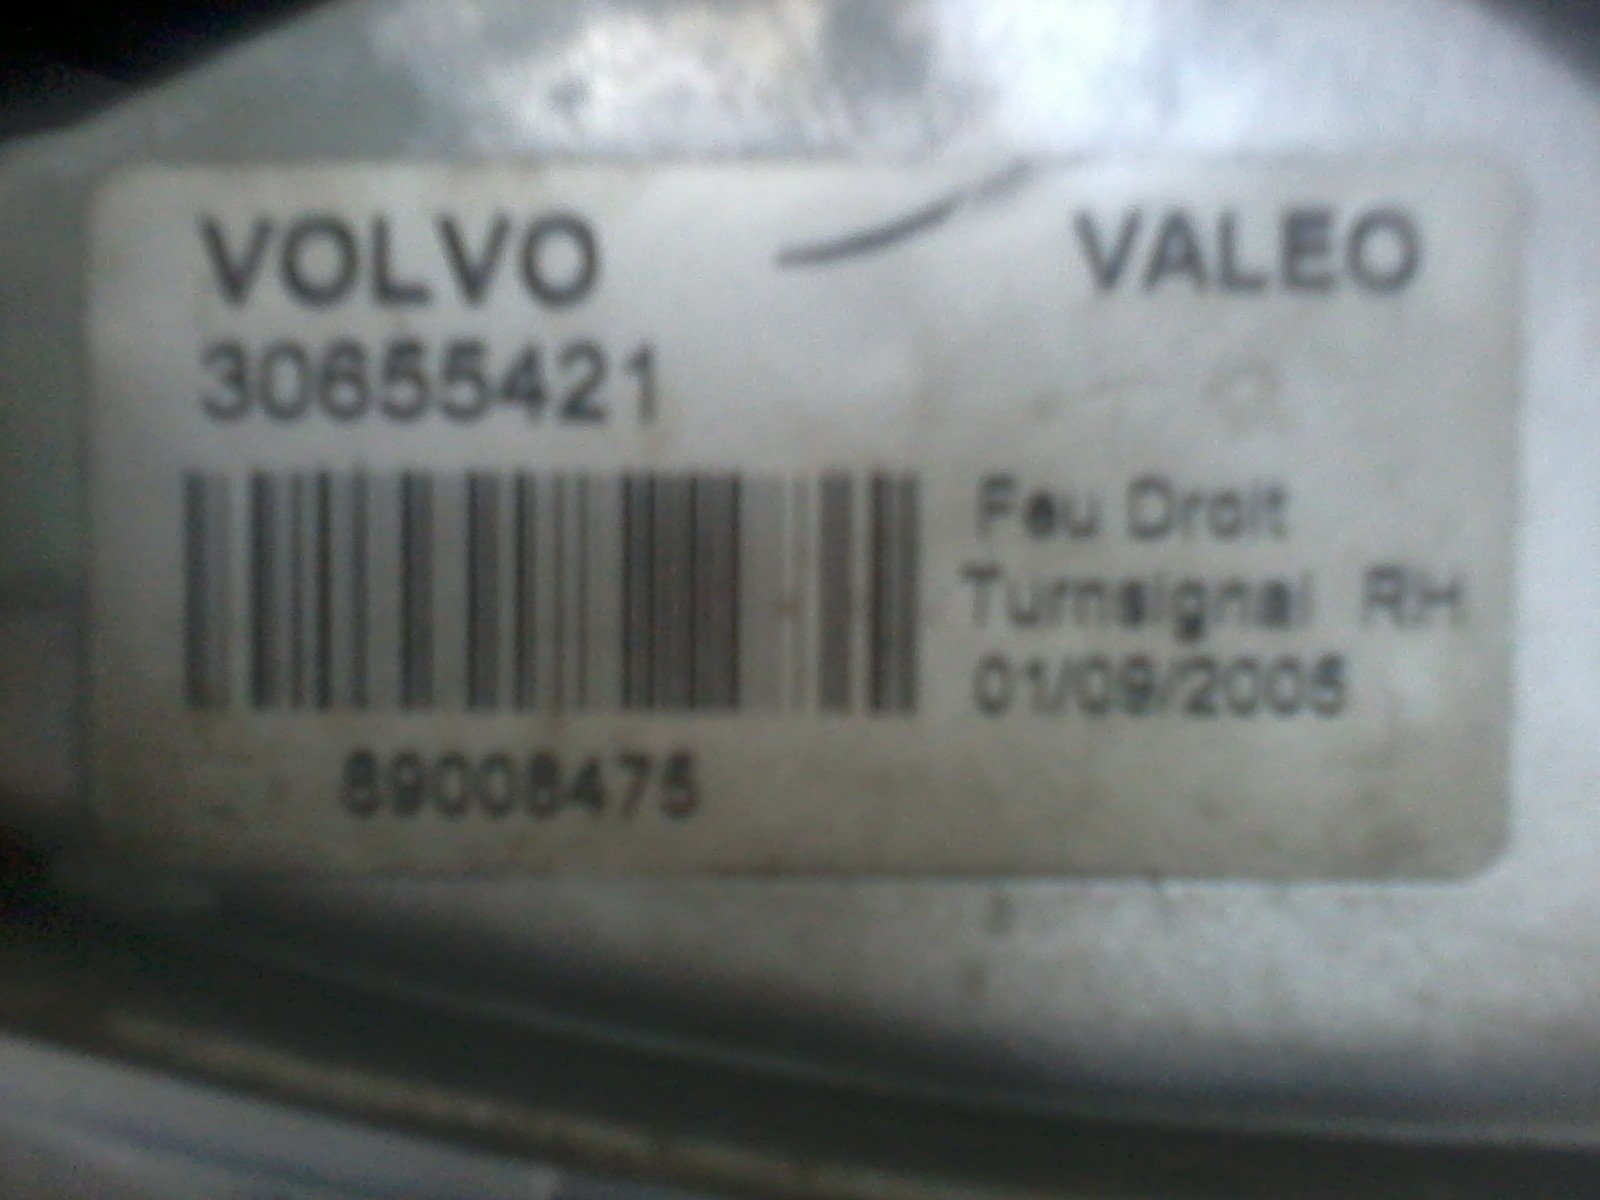 VOLVO VALEO
30655421
Feu Droit
Turnsignal RH
01/09/2005
89008475